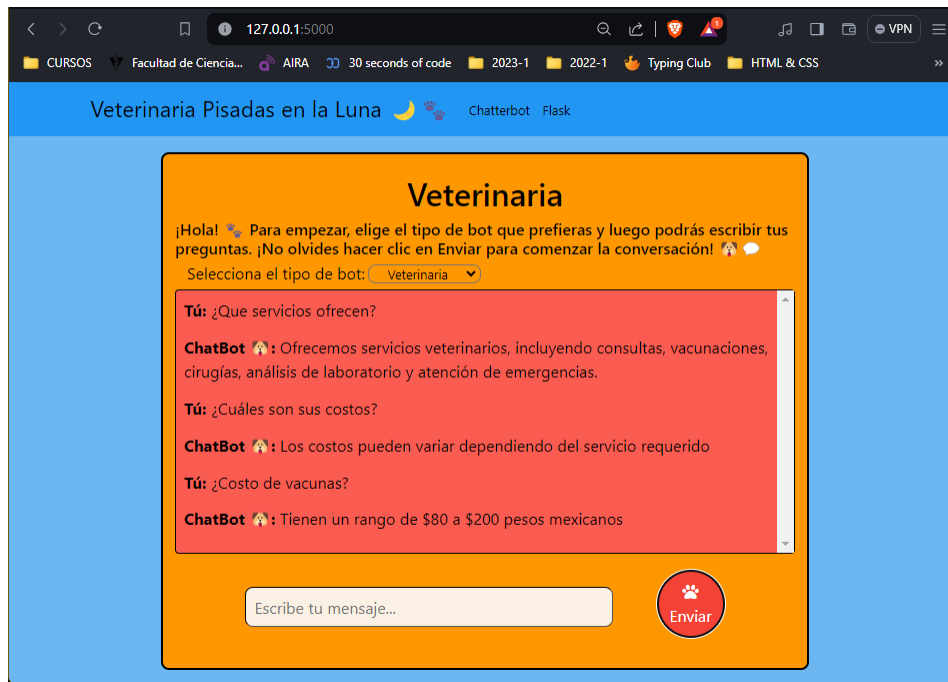 127.0.0.1:5000
1
VPN
CURSOS Facultad de Ciencia... AIRA 30 seconds of code 2023-1 2022-1 Typing Club HTML & CSS »
Veterinaria Pisadas en la Luna 🌙 🐾 Chatterbot Flask
Veterinaria
¡Hola! 🐾 Para empezar, elige el tipo de bot que prefieras y luego podrás escribir tus
preguntas. ¡No olvides hacer clic en Enviar para comenzar la conversación! 🐶 💬
Selecciona el tipo de bot: Veterinaria
Tú: ¿Que servicios ofrecen?
ChatBot 🐶: Ofrecemos servicios veterinarios, incluyendo consultas, vacunaciones,
cirugías, análisis de laboratorio y atención de emergencias.
Tú: ¿Cuáles son sus costos?
ChatBot 🐶: Los costos pueden variar dependiendo del servicio requerido
Tú: ¿Costo de vacunas?
ChatBot 🐶: Tienen un rango de $80 a $200 pesos mexicanos
Escribe tu mensaje...
Enviar